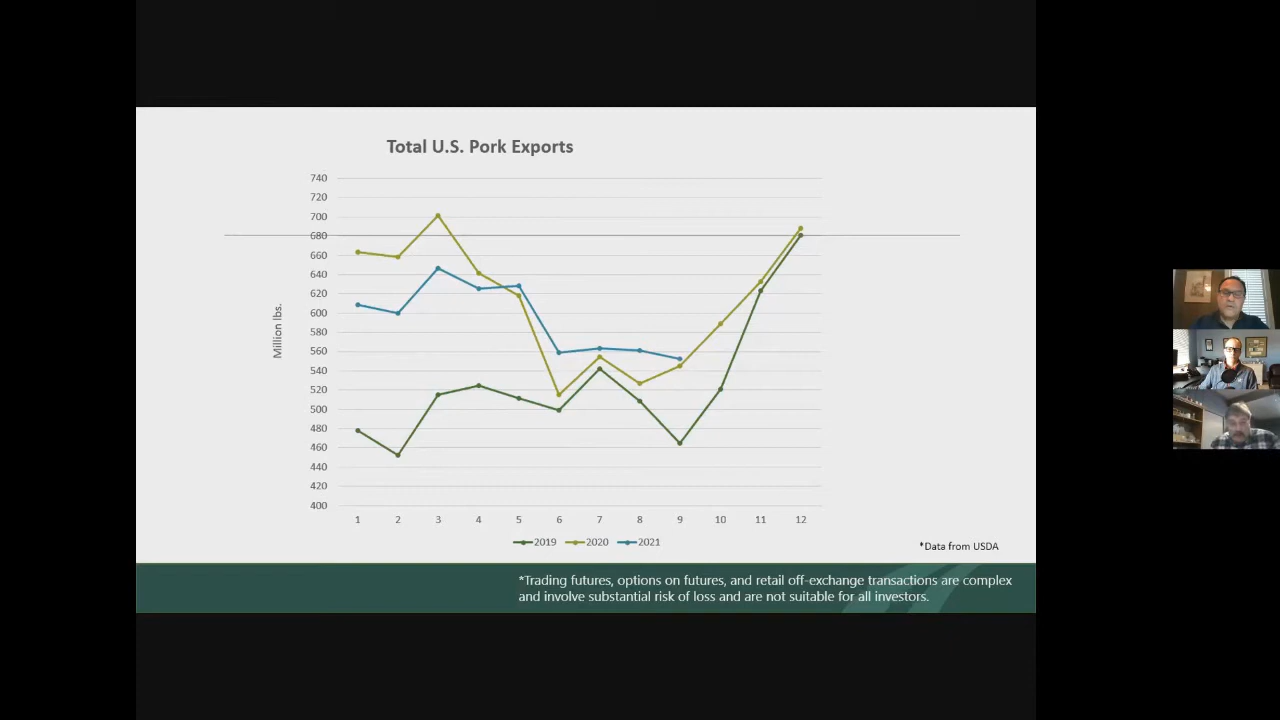 Total U.S. Pork Exports
740
720
700
680
660
640
620
600
580
560
540
520
500
480
460
440
420
400
Million lbs.
1 2 3 4 5 6 7 8 9 10 11 12
2019 2020 2021
*Data from USDA
*Trading futures, options on futures, and retail off-exchange transactions are complex
and involve substantial risk of loss and are not suitable for all investors.